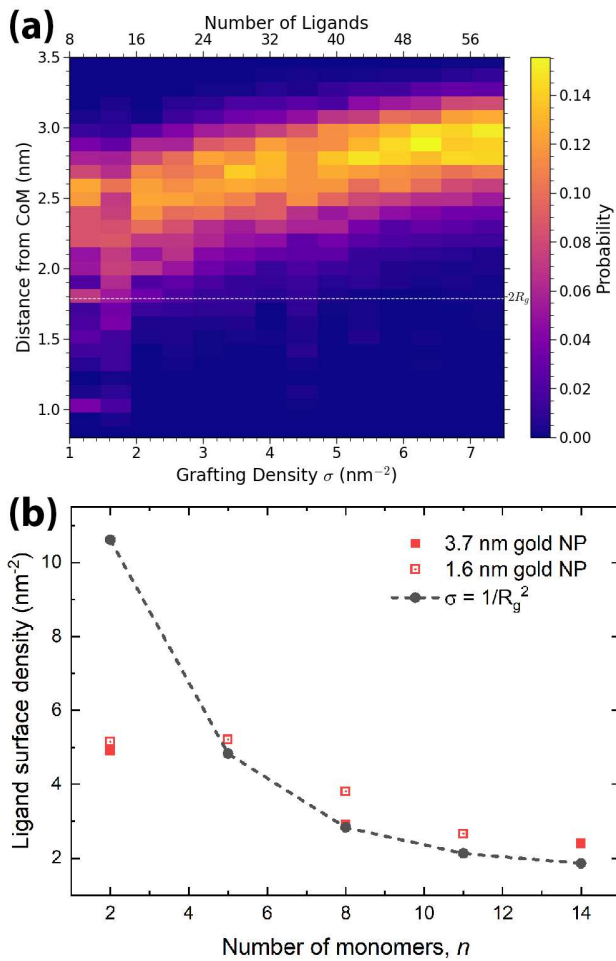 (a)
Number of Ligands
8 16 24 32 40 48 56
3.5
3.0
2.5
2.0
1.5
1.0
Distance from CoM (nm)
2R_g
1 2 3 4 5 6 7
Grafting Density σ (nm⁻²)
0.14
0.12
0.10
0.08
0.06
0.04
0.02
0.00
Probability
(b)
Ligand surface density (nm⁻²)
10
8
6
4
2
3.7 nm gold NP
1.6 nm gold NP
σ = 1/R_g²
2 4 6 8 10 12 14
Number of monomers, n